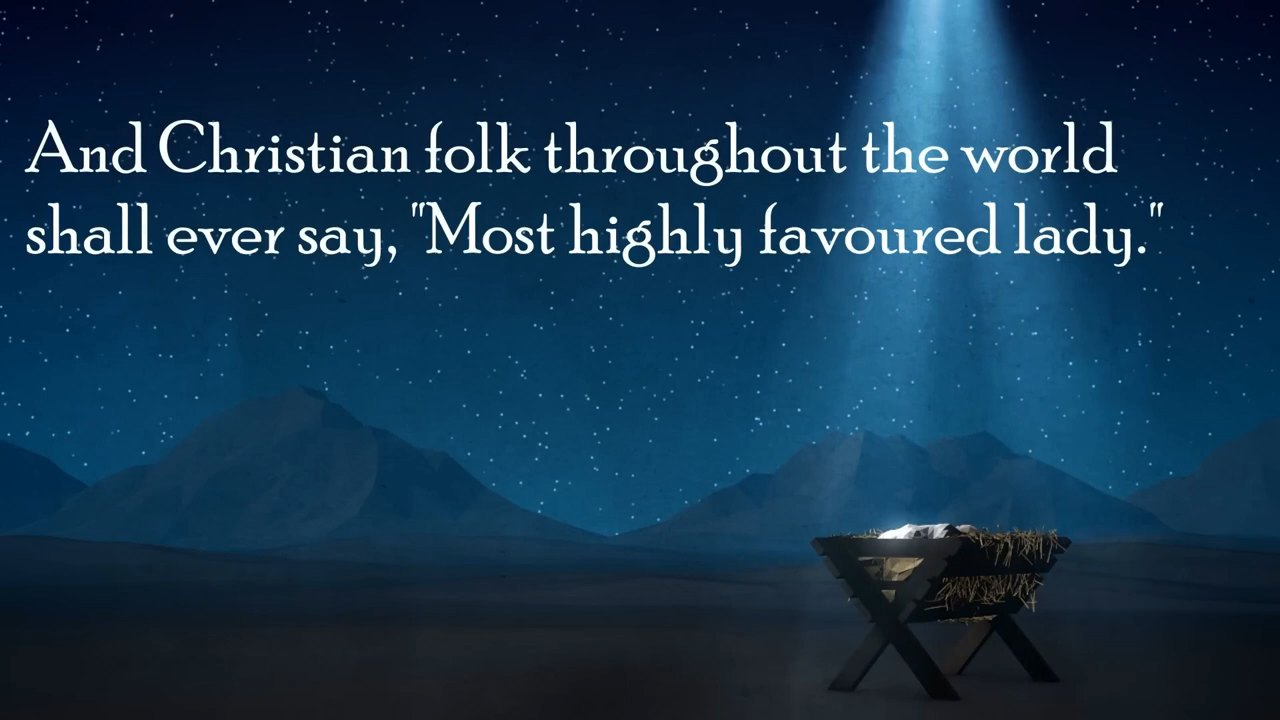 And Christian folk throughout the world
shall ever say, "Most highly favoured lady."